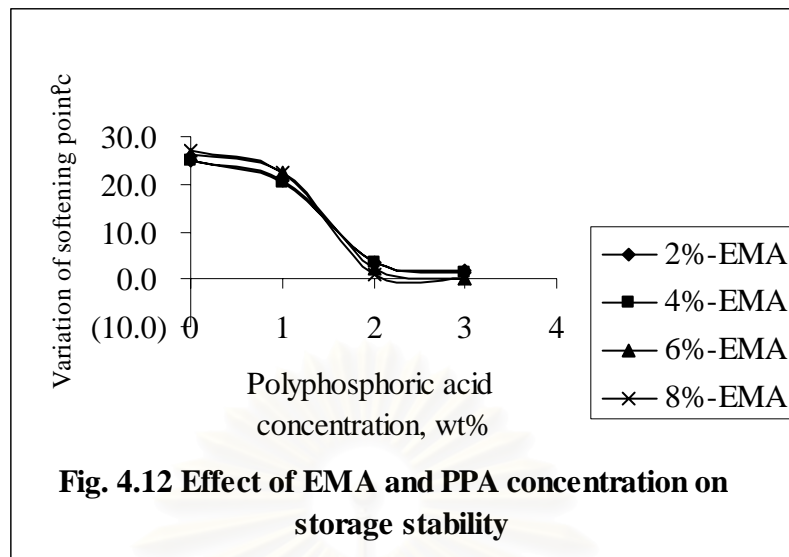 Variation of softening point°c
30.0
20.0
10.0
0.0
(10.0)
0
1
2
3
4
Polyphosphoric acid
concentration, wt%
2%-EMA
4%-EMA
6%-EMA
8%-EMA
Fig. 4.12 Effect of EMA and PPA concentration on
storage stability